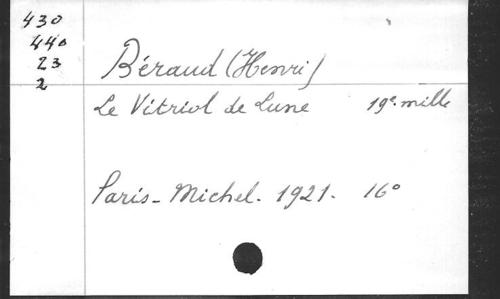 430
440
23
2
Béraud (Henri)
Le Vitriol de Lune 19e. mille
Paris - Michel. 1921. 16°